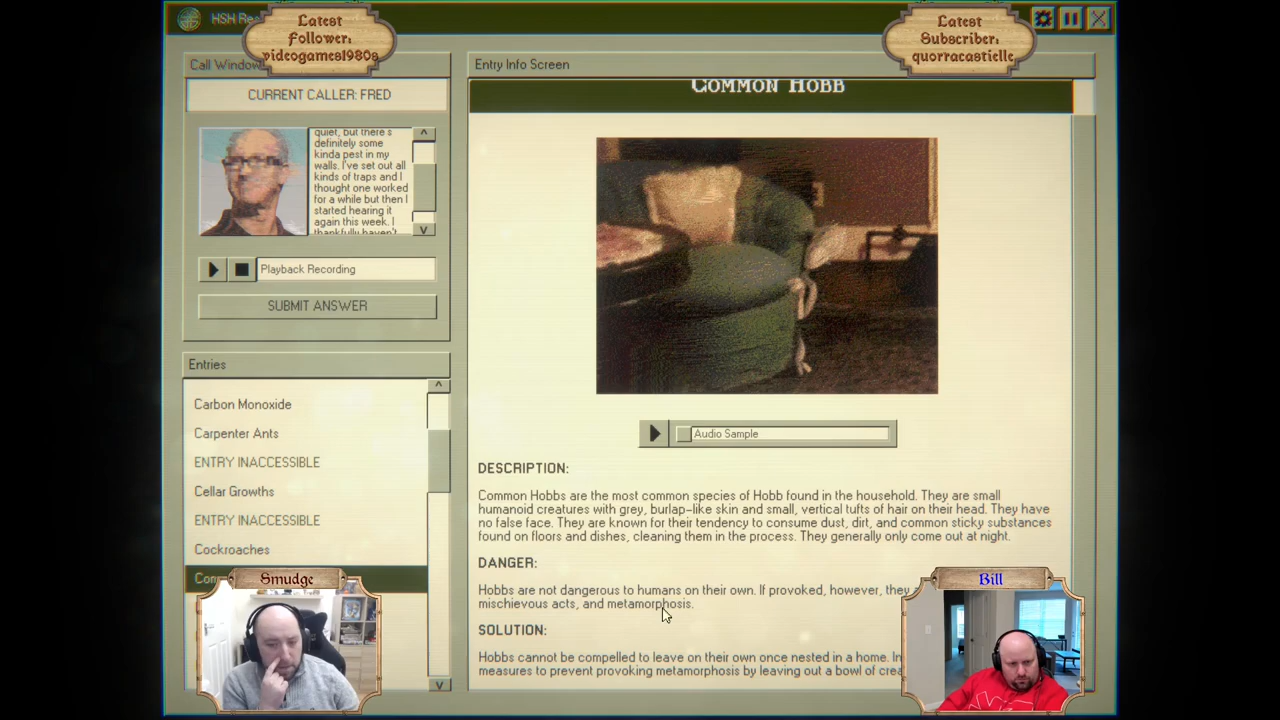 HSH
Latest
Follower:
videogames1980s
Latest
Subscriber:
quorracastielle
Call Window
Entry Info Screen
CURRENT CALLER: FRED
Common Hobb
quiet, but there's
definitely some
kinda pest in my
walls. I've set out all
kinds of traps and I
thought one worked
for a while but then I
started hearing it
again this week. I
thankfully haven't
Playback Recording
SUBMIT ANSWER
Entries
Carbon Monoxide
Carpenter Ants
ENTRY INACCESSIBLE
Cellar Growths
ENTRY INACCESSIBLE
Cockroaches
Audio Sample
DESCRIPTION:
Common Hobbs are the most common species of Hobb found in the household. They are small
humanoid creatures with grey, burlap-like skin and small, vertical tufts of hair on their head. They have
no false face. They are known for their tendency to consume dust, dirt, and common sticky substances
found on floors and dishes, cleaning them in the process. They generally only come out at night.
DANGER:
Hobbs are not dangerous to humans on their own. If provoked, however, they
mischievous acts, and metamorphosis.
SOLUTION:
Hobbs cannot be compelled to leave on their own once nested in a home. In
measures to prevent provoking metamorphosis by leaving out a bowl of
Smudge
Bill